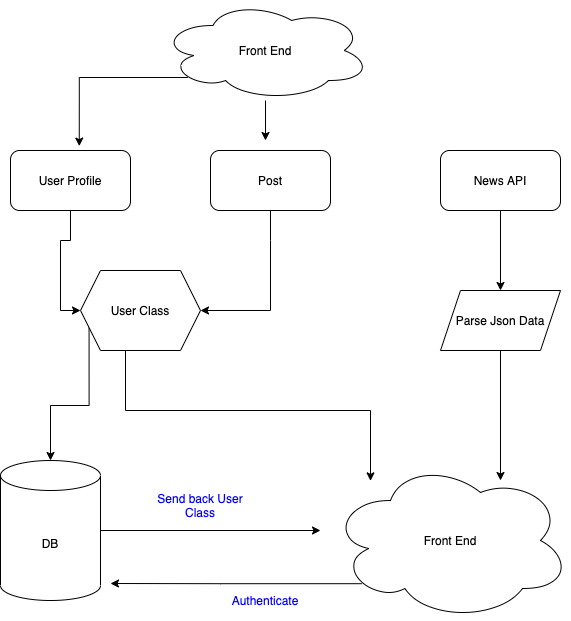 Front End
User Profile
Post
News API
User Class
Parse Json Data
Send back User
Class
DB
Front End
Authenticate